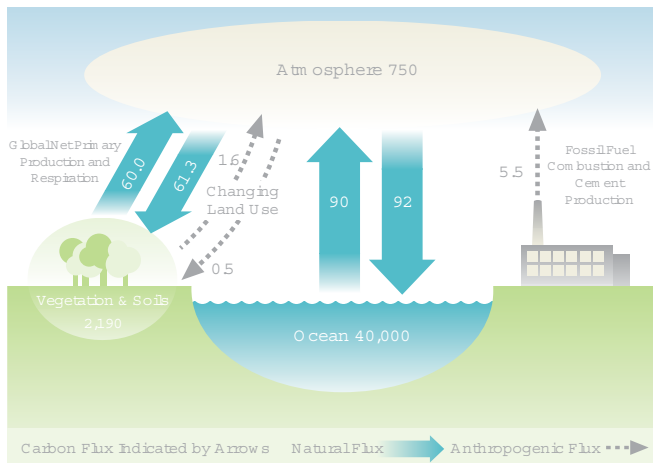 Atmosphere 750
Global Net Primary
Production and
Respiration
60.0
61.3
1.6
Changing
Land Use
0.5
90
92
5.5
Fossil Fuel
Combustion and
Cement
Production
Vegetation & Soils
2,190
Ocean 40,000
Carbon Flux Indicated by Arrows Natural Flux Anthropogenic Flux